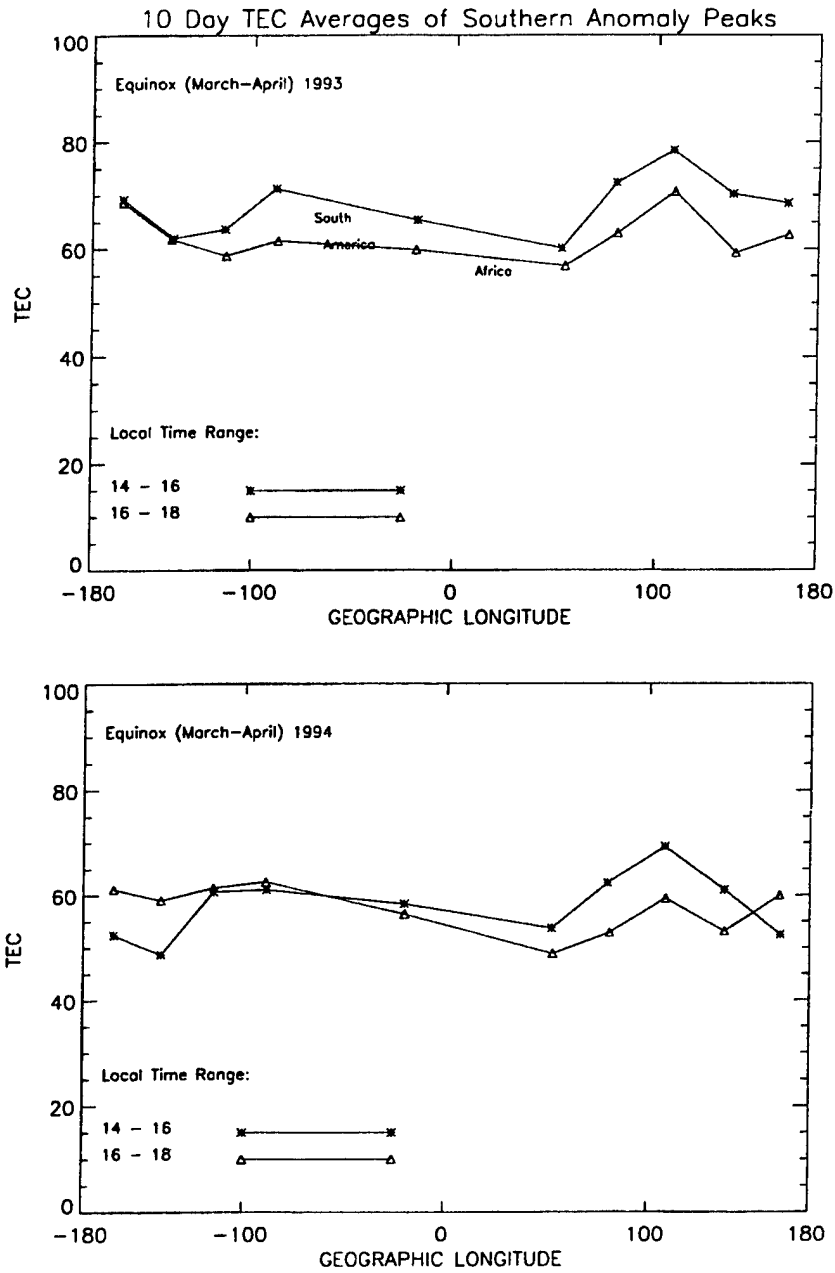 10 Day TEC Averages of Southern Anomaly Peaks
100
Equinox (March-April) 1993
80
South
60
America
Africa
TEC
40
Local Time Range:
20
14 - 16
16 - 18
0
-180
-100
0
100
180
GEOGRAPHIC LONGITUDE
100
Equinox (March-April) 1994
80
60
TEC
40
Local Time Range:
20
14 - 16
16 - 18
0
-180
-100
0
100
180
GEOGRAPHIC LONGITUDE